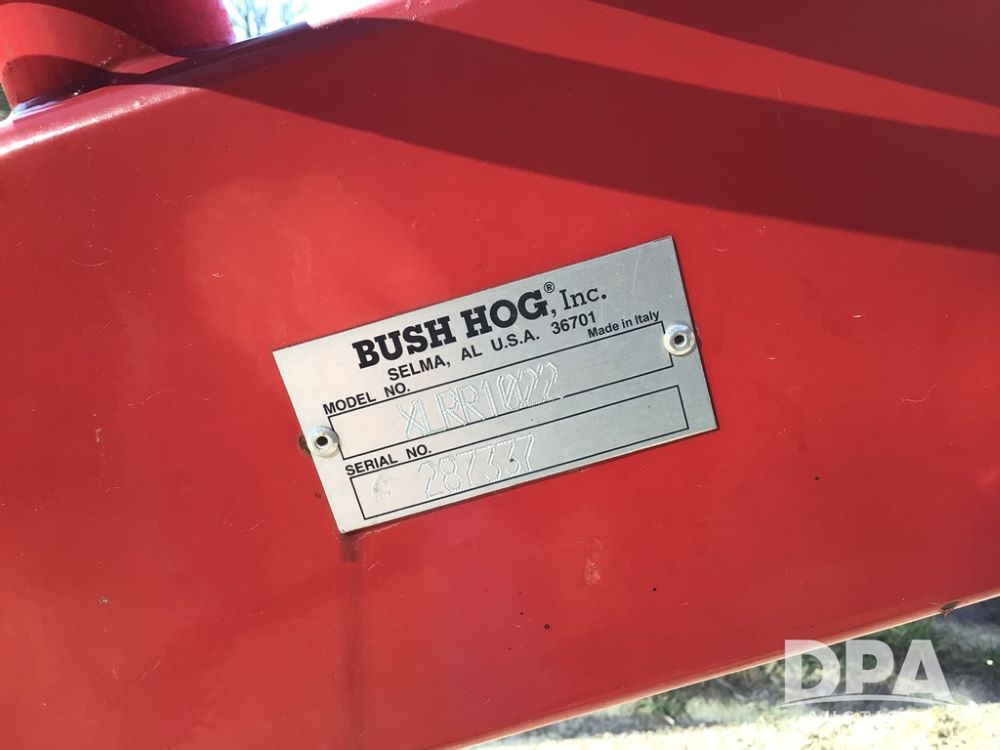 BUSH HOG®, Inc.
SELMA, AL U.S.A. 36701
Made in Italy
MODEL NO.
XLRR1022
SERIAL NO.
287337
DPA